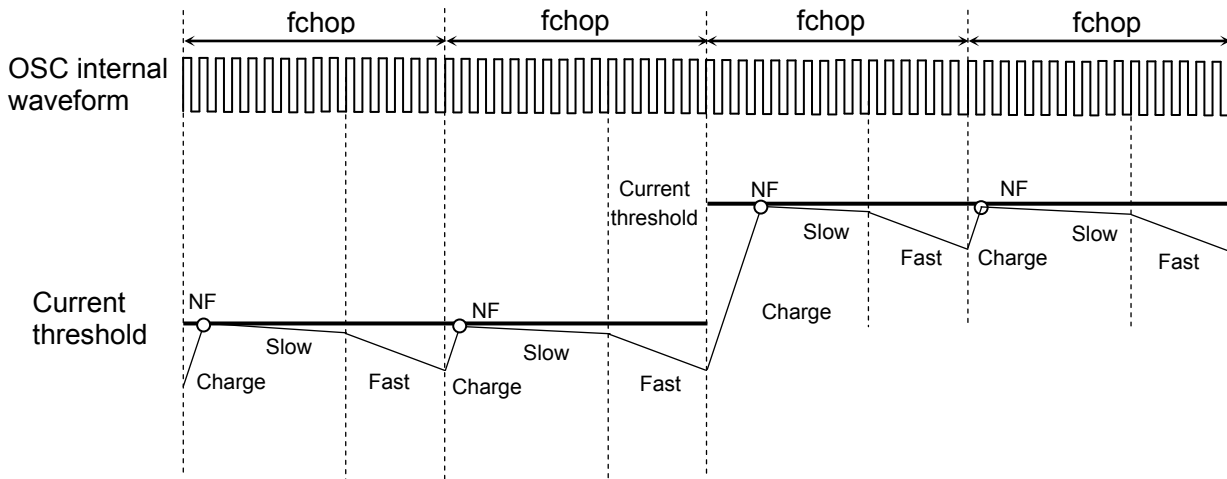 fchop
fchop
fchop
fchop
OSC internal
waveform
Current
threshold
NF
Slow
Fast
Charge
NF
Slow
Fast
Charge
Current
threshold
NF
Slow
Fast
Charge
NF
Slow
Fast
Charge